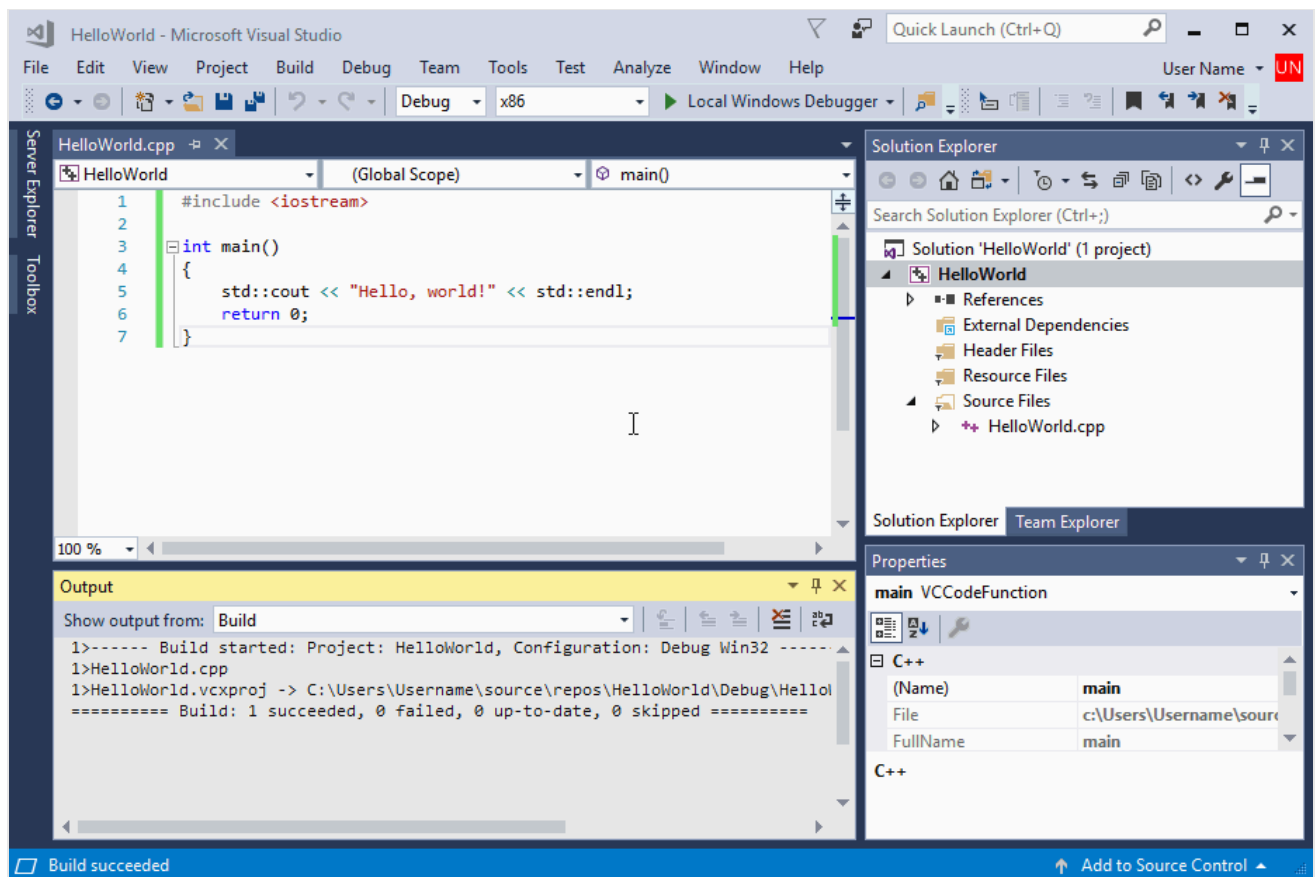 HelloWorld - Microsoft Visual Studio
Quick Launch (Ctrl+Q)
File Edit View Project Build Debug Team Tools Test Analyze Window Help
User Name UN
Debug x86 Local Windows Debugger
Server Explorer
Toolbox
HelloWorld.cpp
HelloWorld (Global Scope) main()
1 #include <iostream>
2
3 int main()
4 {
5 std::cout << "Hello, world!" << std::endl;
6 return 0;
7 }
100 %
Output
Show output from: Build
1>------ Build started: Project: HelloWorld, Configuration: Debug Win32 ------
1>HelloWorld.cpp
1>HelloWorld.vcxproj -> C:\Users\Username\source\repos\HelloWorld\Debug\Hello
========== Build: 1 succeeded, 0 failed, 0 up-to-date, 0 skipped ==========
Solution Explorer
Search Solution Explorer (Ctrl+;)
Solution 'HelloWorld' (1 project)
HelloWorld
References
External Dependencies
Header Files
Resource Files
Source Files
HelloWorld.cpp
Solution Explorer Team Explorer
Properties
main VCCodeFunction
C++
(Name) main
File c:\Users\Username\sourc
FullName main
C++
Build succeeded
Add to Source Control